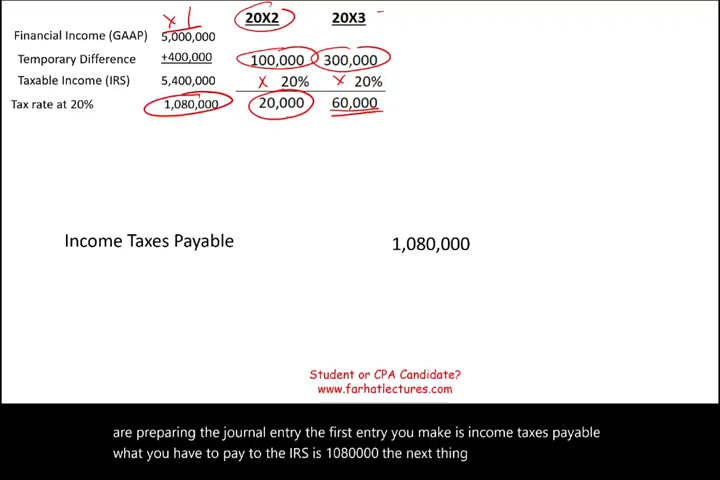 x 1 20X2 20X3
Financial Income (GAAP) 5,000,000
Temporary Difference +400,000 100,000 300,000
Taxable Income (IRS) 5,400,000 x 20% x 20%
Tax rate at 20% 1,080,000 20,000 60,000
Income Taxes Payable 1,080,000
Student or CPA Candidate?
www.farhatlectures.com
are preparing the journal entry the first entry you make is income taxes payable
what you have to pay to the IRS is 1080000 the next thing